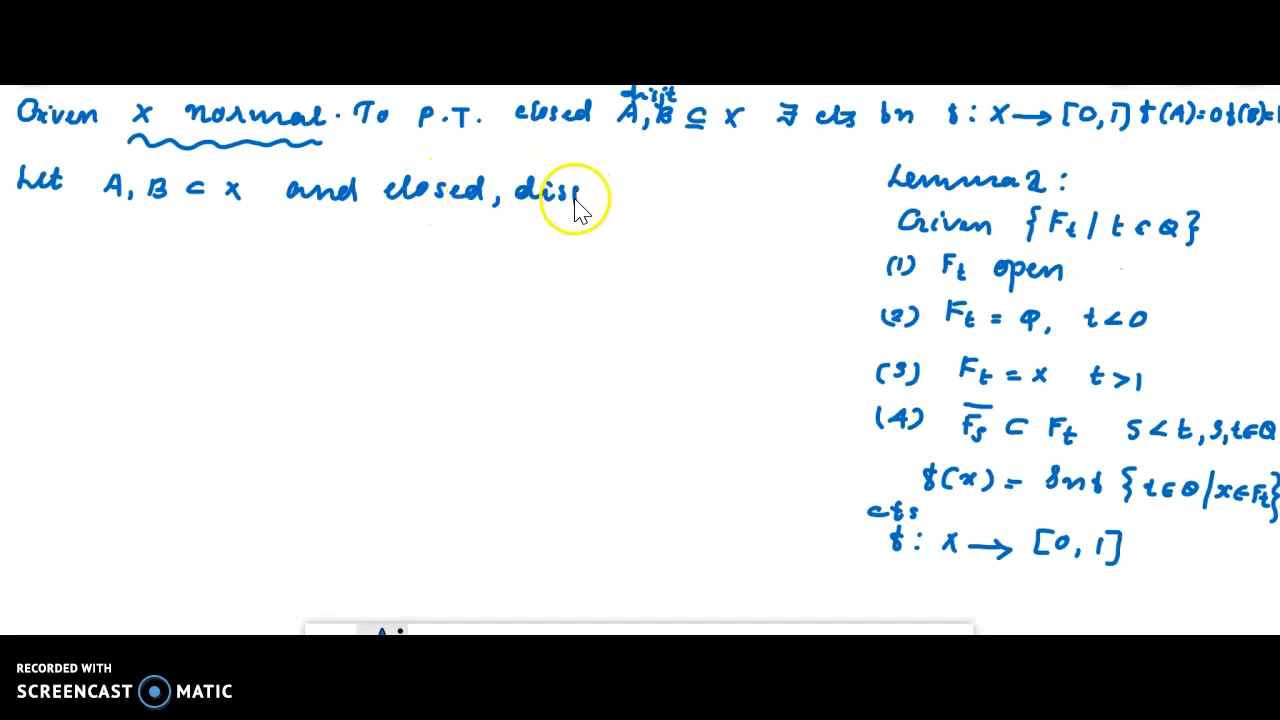 disjt
Given X normal. To P.T. closed A, B ⊆ X ∃ cts fn f : X → [0, 1] f(A)=0 f(B)=1
Let A, B ⊂ X and closed, dis
Lemma 2 :
Given {Ft / t ∈ Q}
(1) Ft open
(2) Ft = φ, t < 0
(3) Ft = X t > 1
(4) F̅s ⊂ Ft s < t, s, t ∈ Q
f(x) = Inf {t ∈ Q / x ∈ Ft}
cts
f : X → [0, 1]
RECORDED WITH
SCREENCAST MATIC